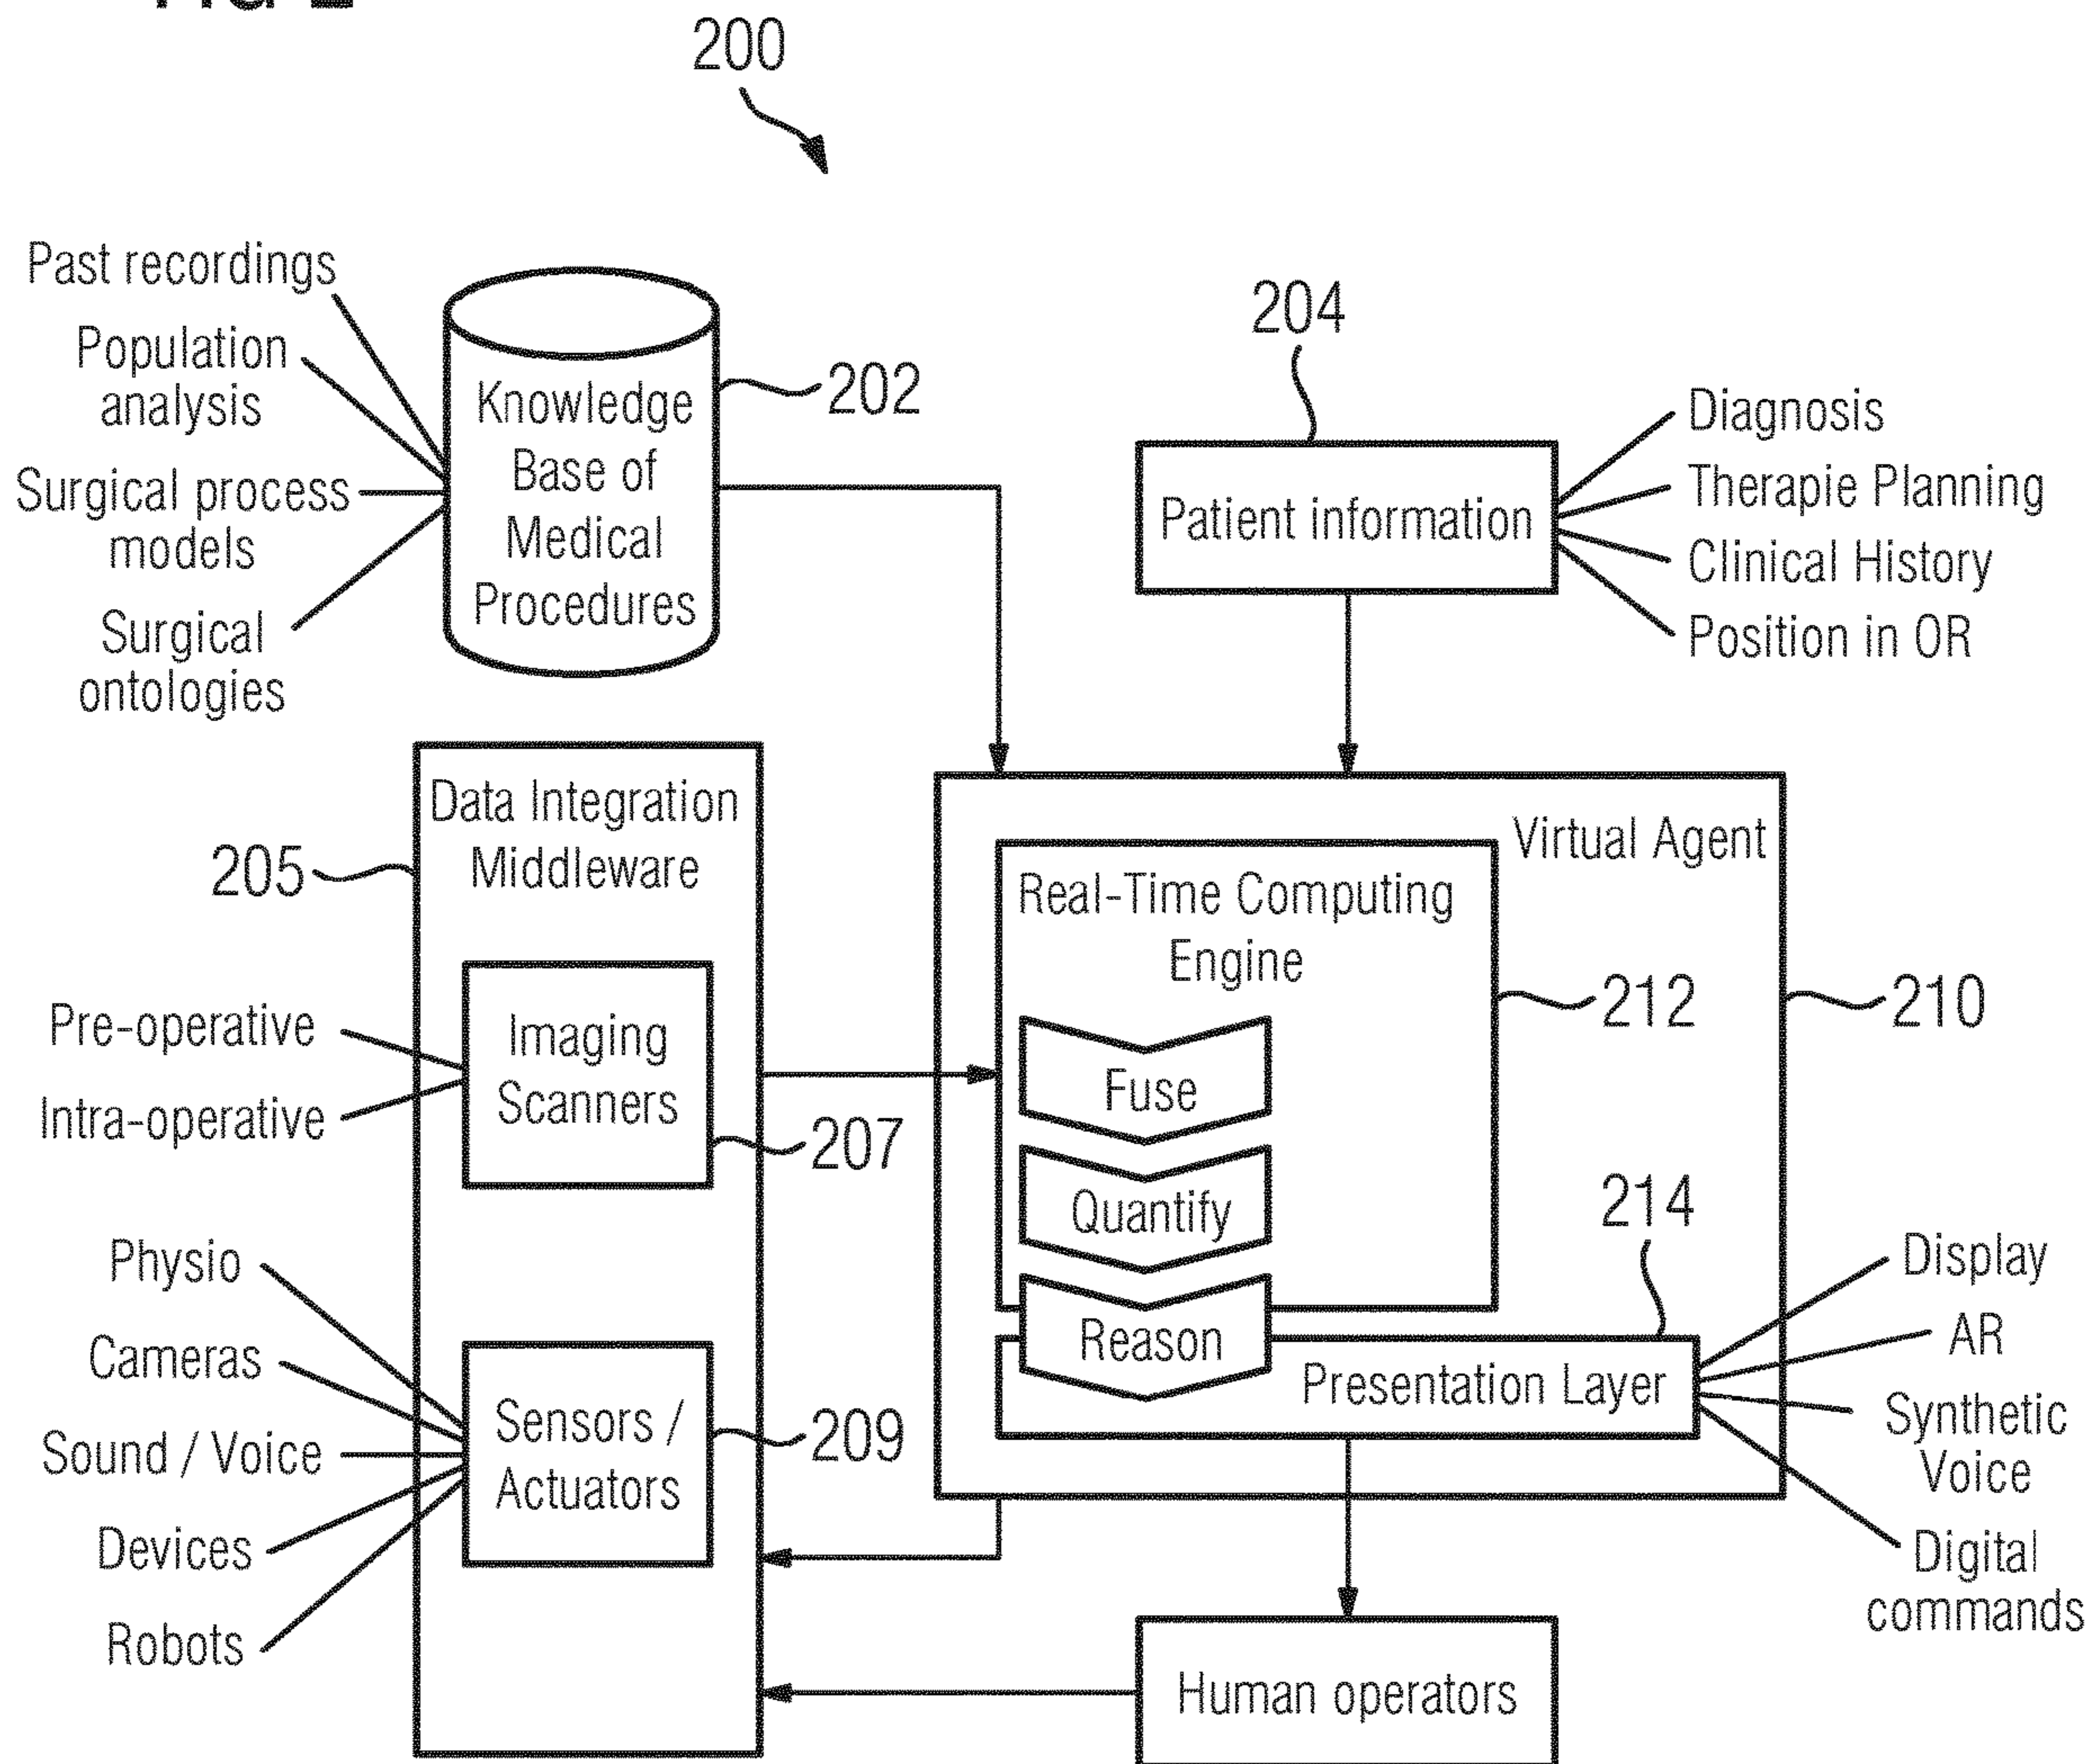 200
Past recordings
Population
analysis
Surgical process
models
Surgical
ontologies
Knowledge
Base of
Medical
Procedures
202
204
Patient information
Diagnosis
Therapie Planning
Clinical History
Position in OR
205
Data Integration
Middleware
Pre-operative
Intra-operative
Imaging
Scanners
207
Physio
Cameras
Sound / Voice
Devices
Robots
Sensors /
Actuators
209
Virtual Agent
210
Real-Time Computing
Engine
212
Fuse
Quantify
Reason
214
Presentation Layer
Display
AR
Synthetic
Voice
Digital
commands
Human operators